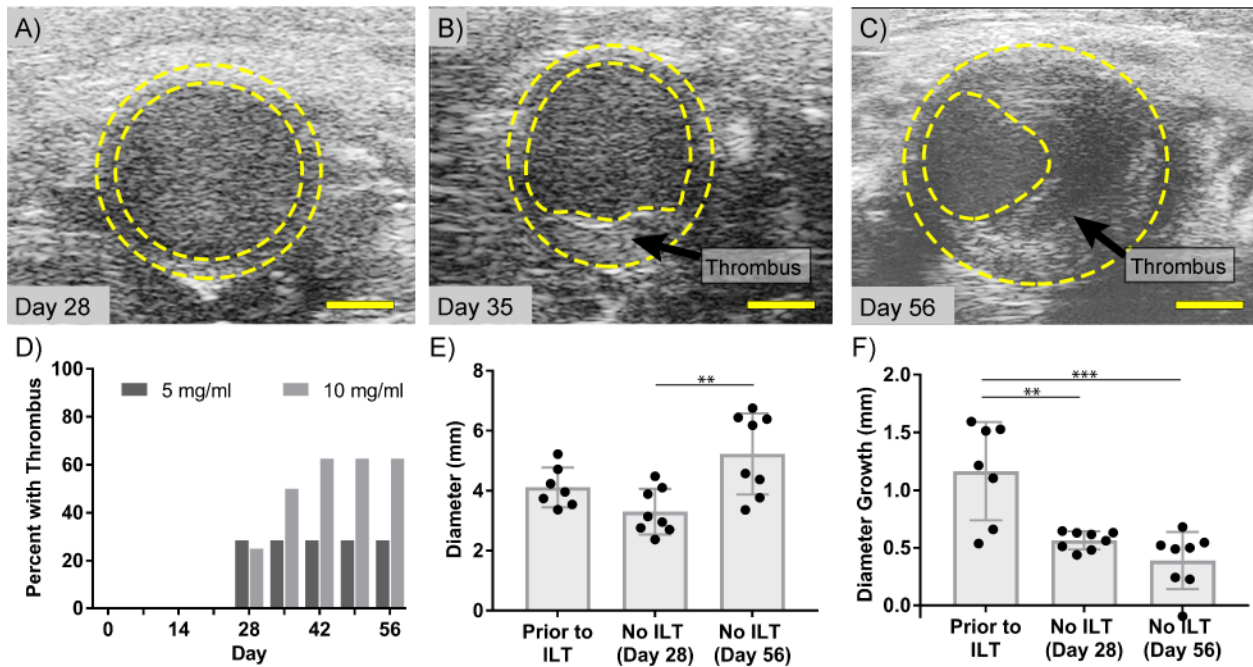 A)
Day 28
B)
Thrombus
Day 35
C)
Thrombus
Day 56
D)
Percent with Thrombus
100
80
60
40
20
0
5 mg/ml
10 mg/ml
0
14
28
42
56
Day
E)
Diameter (mm)
8
6
4
2
0
**
Prior to
ILT
No ILT
(Day 28)
No ILT
(Day 56)
F)
Diameter Growth (mm)
2.0
1.5
1.0
0.5
0.0
***
**
Prior to
ILT
No ILT
(Day 28)
No ILT
(Day 56)